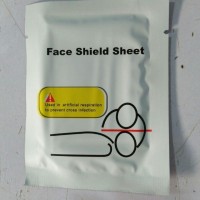 Face Shield Sheet
Used in artificial respiration
to prevent cross infection